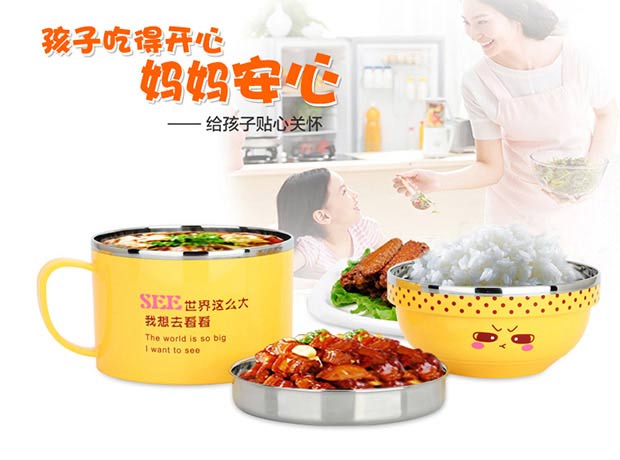 孩子吃得开心
妈妈安心
—— 给孩子贴心关怀
SEE世界这么大
我想去看看
The world is so big
I want to see